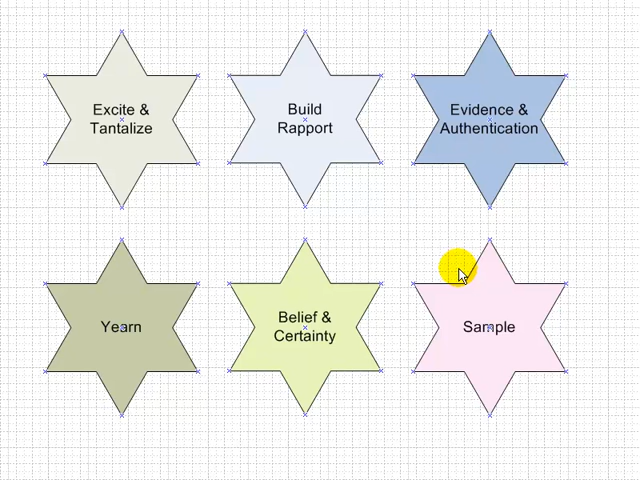 Excite &
Tantalize
Build
Rapport
Evidence &
Authentication
Yearn
Belief &
Certainty
Sample